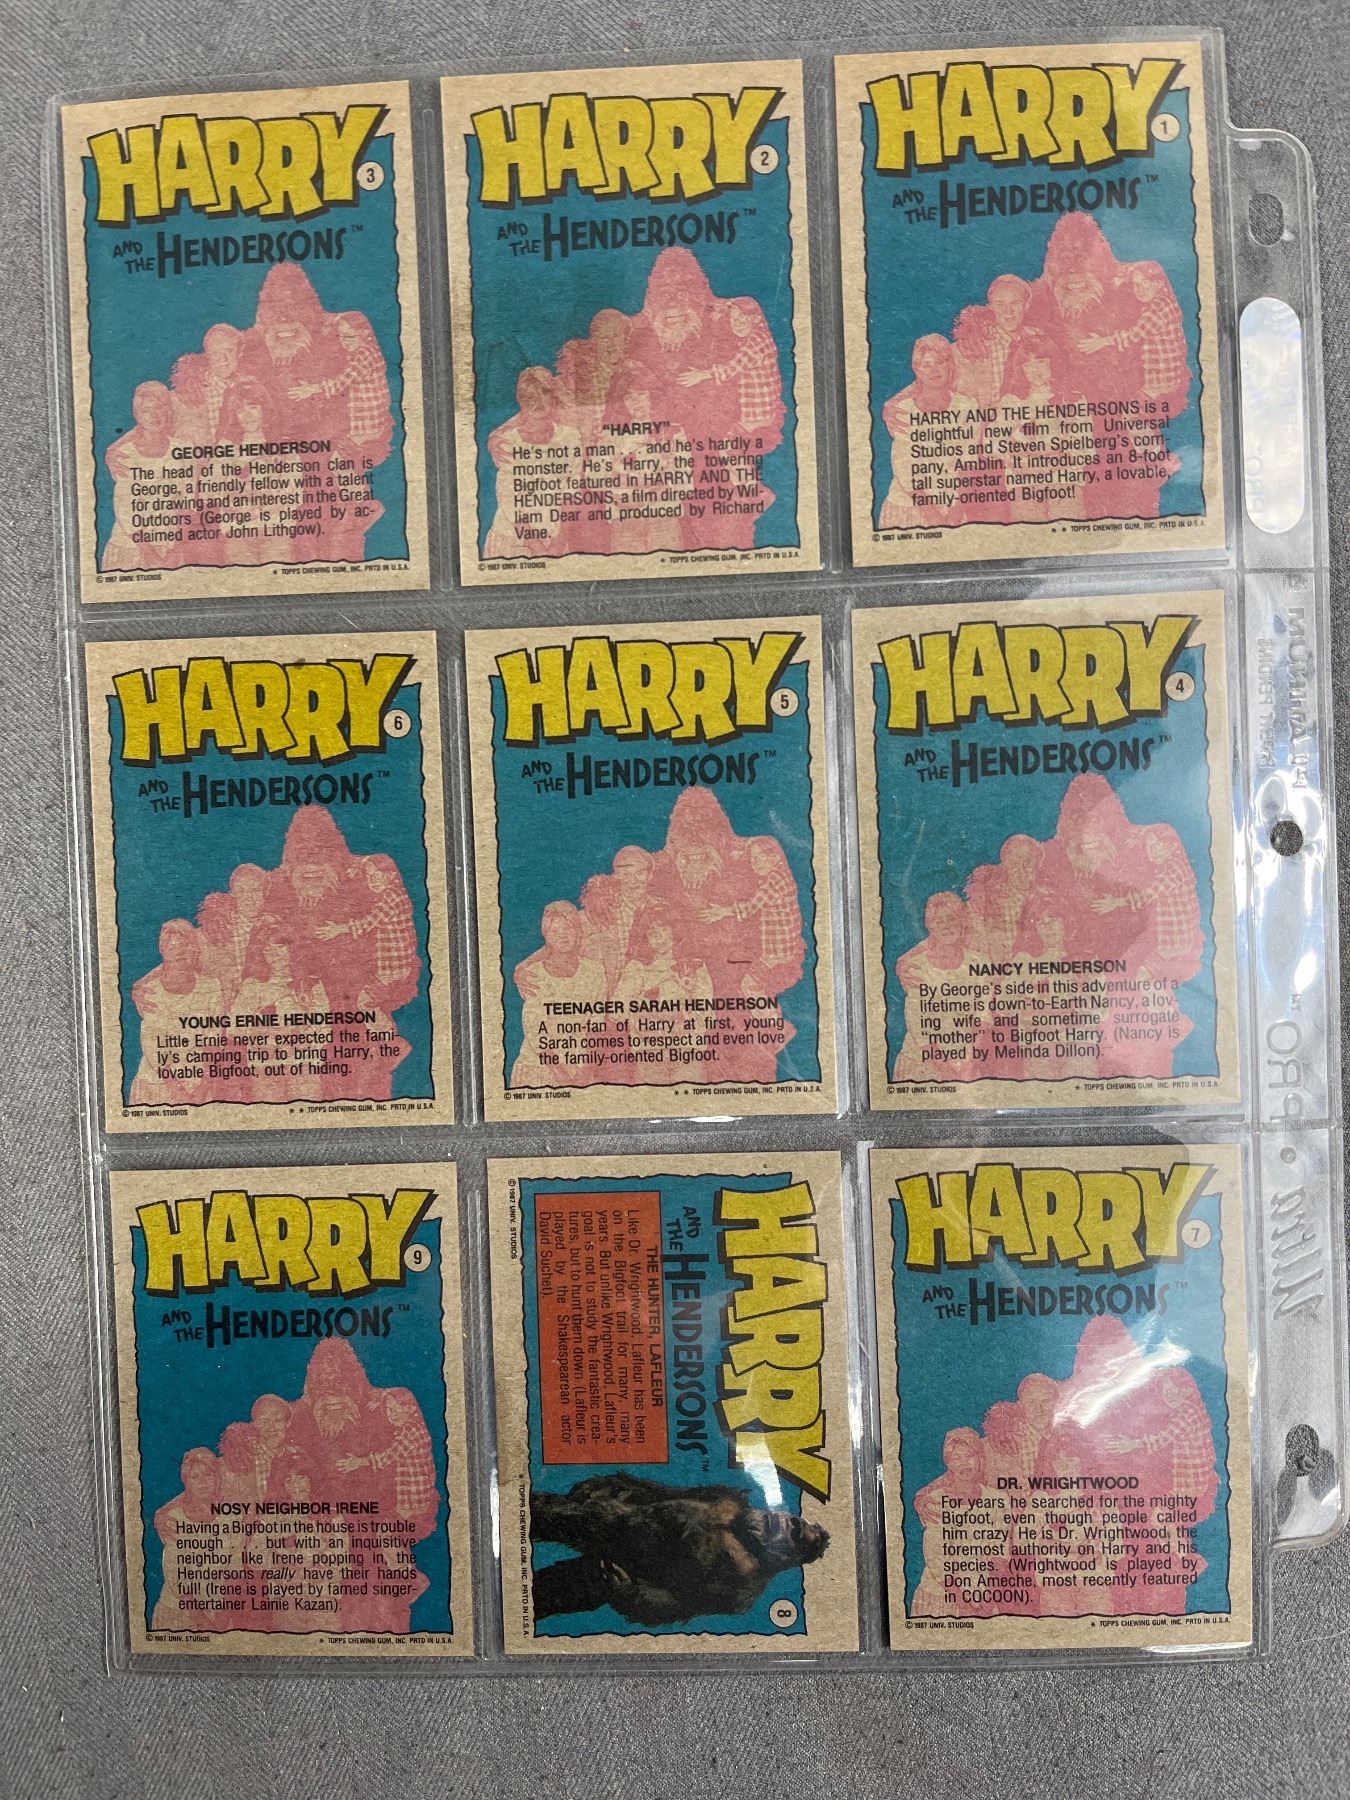 HARRY
3
AND THE HENDERSONS™
GEORGE HENDERSON
The head of the Henderson clan is
George, a friendly fellow with a talent
for drawing and an interest in the Great
Outdoors (George is played by ac-
claimed actor John Lithgow).
© 1987 UNIV. STUDIOS
* TOPPS CHEWING GUM, INC. PRTD IN U.S.A.
HARRY
2
AND THE HENDERSONS™
"HARRY"
He's not a man . . . and he's hardly a
monster. He's Harry, the towering
Bigfoot featured in HARRY AND THE
HENDERSONS, a film directed by Wil-
liam Dear and produced by Richard
Vane.
© 1987 UNIV. STUDIOS
* TOPPS CHEWING GUM, INC. PRTD IN U.S.A.
HARRY
1
AND THE HENDERSONS™
HARRY AND THE HENDERSONS is a
delightful new film from Universal
Studios and Steven Spielberg's com-
pany, Amblin. It introduces an 8-foot
tall superstar named Harry, a lovable,
family-oriented Bigfoot!
© 1987 UNIV. STUDIOS
* * TOPPS CHEWING GUM, INC. PRTD IN U.S.A.
HARRY
6
AND THE HENDERSONS™
YOUNG ERNIE HENDERSON
Little Ernie never expected the fami-
ly's camping trip to bring Harry, the
lovable Bigfoot, out of hiding.
© 1987 UNIV. STUDIOS
* * TOPPS CHEWING GUM, INC. PRTD IN U.S.A.
HARRY
5
AND THE HENDERSONS™
TEENAGER SARAH HENDERSON
A non-fan of Harry at first, young
Sarah comes to respect and even love
the family-oriented Bigfoot.
© 1987 UNIV. STUDIOS
* * TOPPS CHEWING GUM, INC. PRTD IN U.S.A.
HARRY
4
AND THE HENDERSONS™
NANCY HENDERSON
By George's side in this adventure of a
lifetime is down-to-Earth Nancy, a lov-
ing wife and sometime surrogate
"mother" to Bigfoot Harry. (Nancy is
played by Melinda Dillon).
© 1987 UNIV. STUDIOS
* TOPPS CHEWING GUM, INC. PRTD IN U.S.A.
HARRY
9
AND THE HENDERSONS™
NOSY NEIGHBOR IRENE
Having a Bigfoot in the house is trouble
enough . . . but with an inquisitive
neighbor like Irene popping in, the
Hendersons really have their hands
full! (Irene is played by famed singer-
entertainer Lainie Kazan).
© 1987 UNIV. STUDIOS
* TOPPS CHEWING GUM, INC. PRTD IN U.S.A.
HARRY
8
AND THE HENDERSONS™
THE HUNTER, LAFLEUR
Like Dr. Wrightwood, Lafleur has been
on the Bigfoot trail for many, many
years. But unlike Wrightwood, Lafleur's
goal is not to study the fantastic crea-
tures, but to hunt them down. (Lafleur is
played by the Shakespearean actor
David Suchet).
© 1987 UNIV. STUDIOS
* TOPPS CHEWING GUM, INC. PRTD IN U.S.A.
HARRY
7
AND THE HENDERSONS™
DR. WRIGHTWOOD
For years he searched for the mighty
Bigfoot, even though people called
him crazy. He is Dr. Wrightwood, the
foremost authority on Harry and his
species. (Wrightwood is played by
Don Ameche, most recently featured
in COCOON).
© 1987 UNIV. STUDIOS
* TOPPS CHEWING GUM, INC. PRTD IN U.S.A.